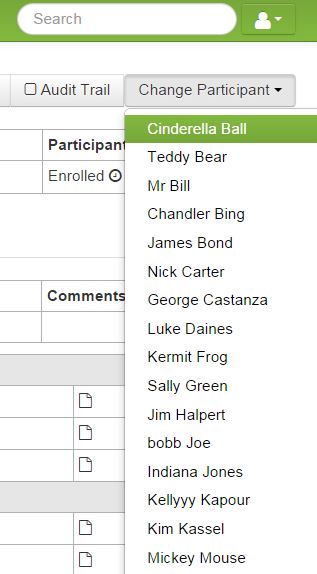 Search
Audit Trail
Change Participant
Participant
Enrolled
Comments
Cinderella Ball
Teddy Bear
Mr Bill
Chandler Bing
James Bond
Nick Carter
George Castanza
Luke Daines
Kermit Frog
Sally Green
Jim Halpert
bobb Joe
Indiana Jones
Kellyyy Kapour
Kim Kassel
Mickey Mouse